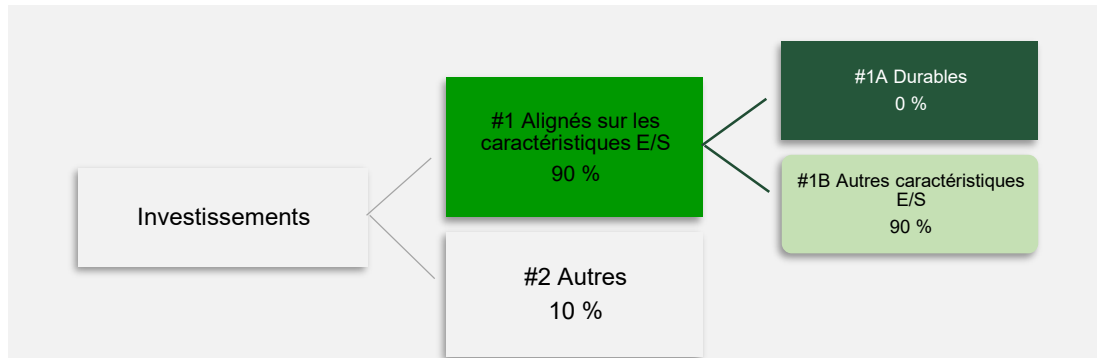 Investissements
#1 Alignés sur les
caractéristiques E/S
90 %
#2 Autres
10 %
#1A Durables
0 %
#1B Autres caractéristiques
E/S
90 %